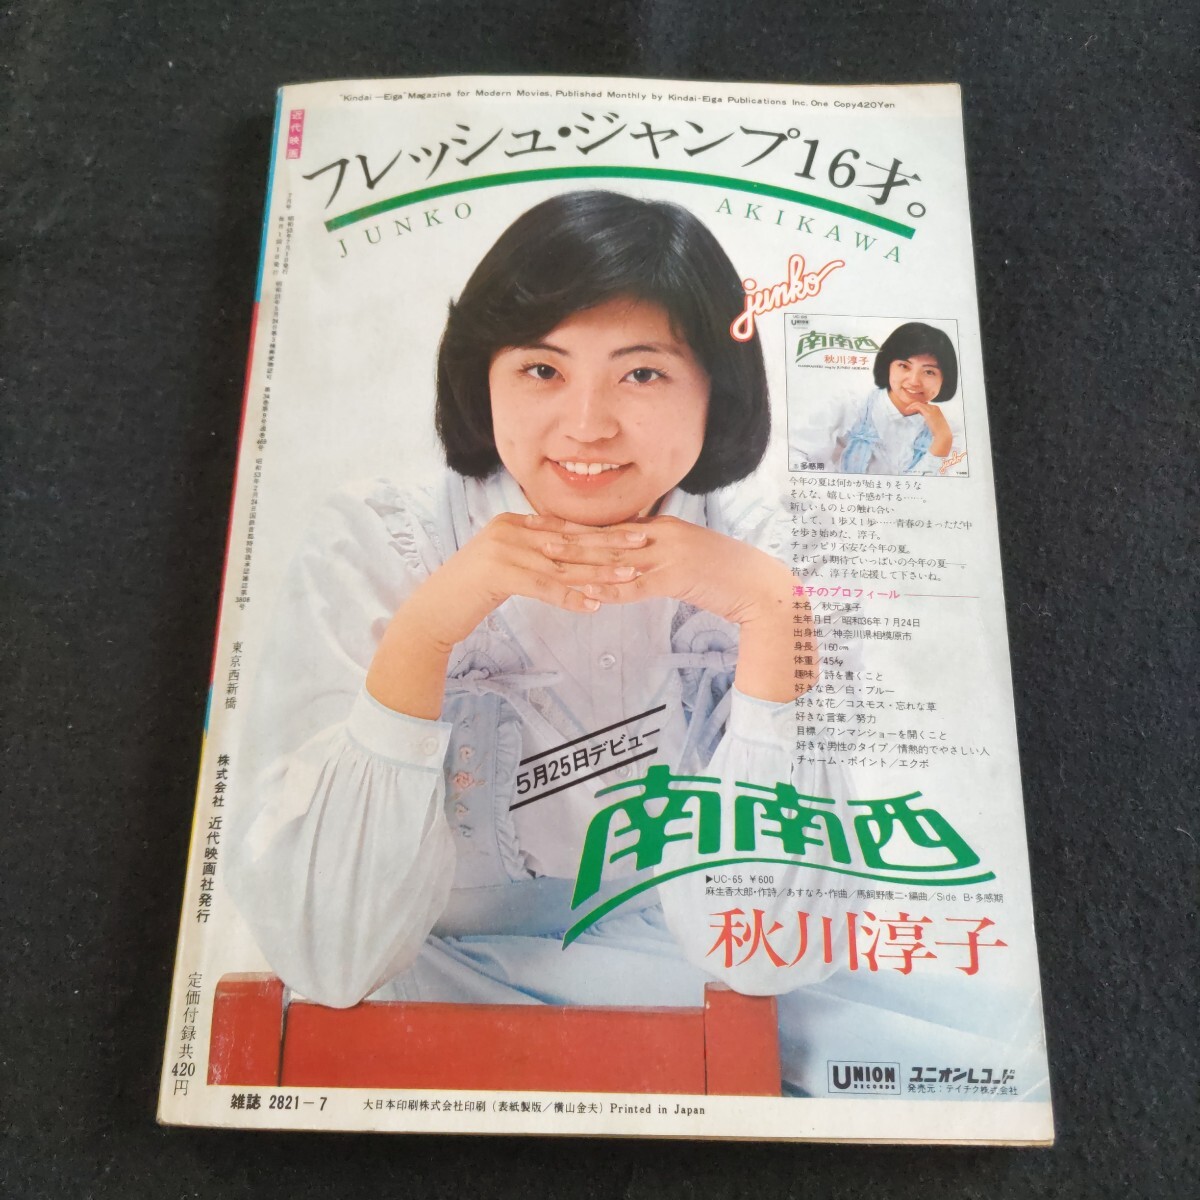 "Kindai—Eiga" Magazine for Modern Movies, Published Monthly by Kindai-Eiga Publications Inc. One Copy420Yen
フレッシュ・ジャンプ16才。
JUNKO AKIKAWA
junko
UNION
南南西
秋川淳子
多感期
junko
今年の夏は何かが始まりそうな
そんな、嬉しい予感がする……。
新しいものとの触れ合い
そして、1歩又1歩……青春のまっただ中
を歩き始めた、淳子。
チョッピリ不安な今年の夏。
それでも期待でいっぱいの今年の夏——。
皆さん、淳子を応援して下さいね。
淳子のプロフィール
本名／秋元淳子
生年月日／昭和36年7月24日
出身地／神奈川県相模原市
身長／160cm
体重／45kg
趣味／詩を書くこと
好きな色／白・ブルー
好きな花／コスモス・忘れな草
好きな言葉／努力
目標／ワンマンショーを開くこと
好きな男性のタイプ／情熱的でやさしい人
チャーム・ポイント／エクボ
5月25日デビュー
南南西
▶UC-65 ￥600
麻生香太郎・作詩／あすなろ・作曲／馬飼野康二・編曲／Side B・多感期
秋川淳子
UNION
RECORDS
ユニオンレコード
発売元：テイチク株式会社
近代映画
東京西新橋
株式会社 近代映画社発行
定価付録共420円
雑誌 2821-7
大日本印刷株式会社印刷（表紙製版／横山金夫）Printed in Japan